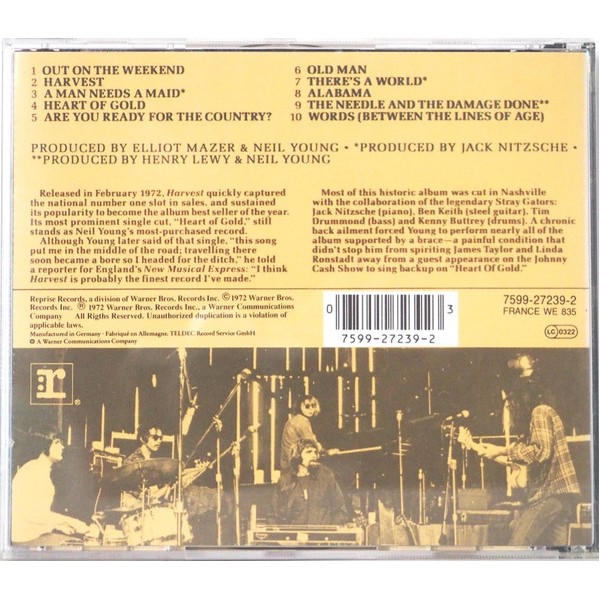 1 OUT ON THE WEEKEND
2 HARVEST
3 A MAN NEEDS A MAID*
4 HEART OF GOLD
5 ARE YOU READY FOR THE COUNTRY?
6 OLD MAN
7 THERE'S A WORLD*
8 ALABAMA
9 THE NEEDLE AND THE DAMAGE DONE**
10 WORDS (BETWEEN THE LINES OF AGE)
PRODUCED BY ELLIOT MAZER & NEIL YOUNG • *PRODUCED BY JACK NITZSCHE •
**PRODUCED BY HENRY LEWY & NEIL YOUNG
Released in February 1972, Harvest quickly captured
the national number one slot in sales, and sustained
its popularity to become the album best seller of the year.
Its most prominent single cut, "Heart of Gold," still
stands as Neil Young's most-purchased record.
Although Young later said of that single, "this song
put me in the middle of the road; travelling there
soon became a bore so I headed for the ditch," he told
a reporter for England's New Musical Express: "I think
Harvest is probably the finest record I've made."
Most of this historic album was cut in Nashville
with the collaboration of the legendary Stray Gators:
Jack Nitzsche (piano), Ben Keith (steel guitar), Tim
Drummond (bass) and Kenny Buttrey (drums). A chronic
back ailment forced Young to perform nearly all of the
album supported by a brace—a painful condition that
didn't stop him from spiriting James Taylor and Linda
Ronstadt away from a guest appearance on the Johnny
Cash Show to sing backup on "Heart Of Gold."
Reprise Records, a division of Warner Bros. Records Inc. © 1972 Warner Bros.
Records Inc. ℗ 1972 Warner Bros. Records Inc., a Warner Communications
Company All Rigths Reserved. Unauthorized duplication is a violation of
applicable laws.
Manufactured in Germany · Fabriqué en Allemagne. TELDEC Record Service GmbH
A Warner Communications Company
0 3
7599-27239-2
7599-27239-2
FRANCE WE 835
LC 0322
r ®